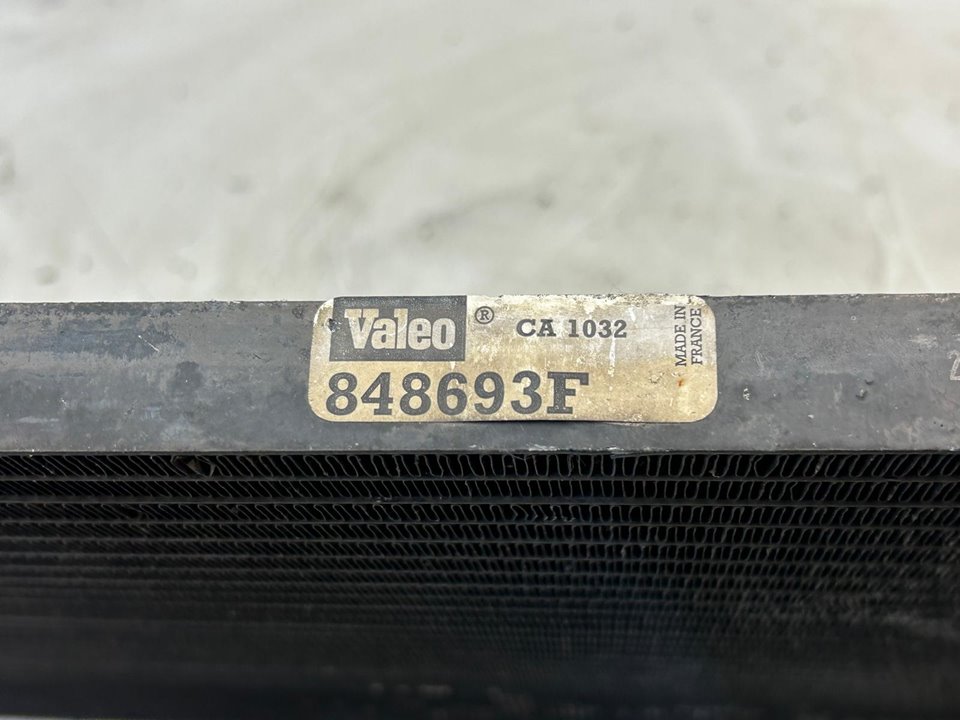 Valeo® CA 1032
MADE IN
FRANCE
848693F